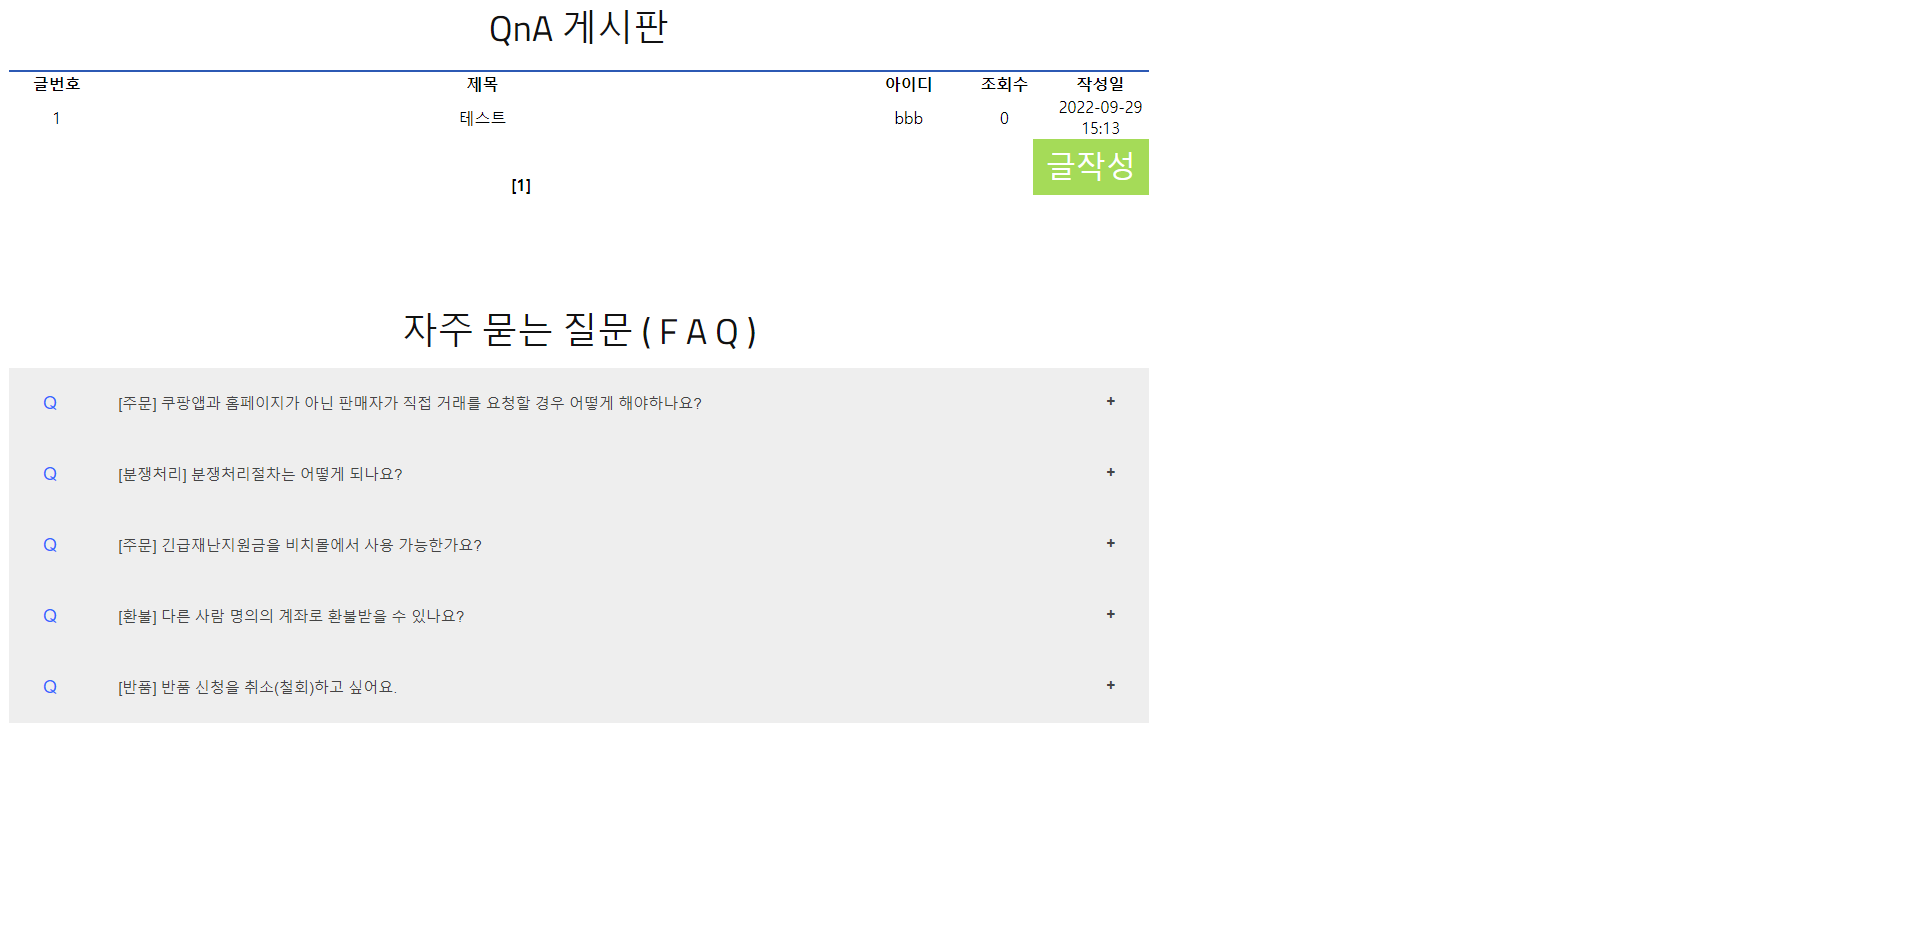 QnA 게시판
글번호 제목 아이디 조회수 작성일
1 테스트 bbb 0 2022-09-29
15:13
글작성
[1]
자주 묻는 질문 ( F A Q )
Q [주문] 쿠팡앱과 홈페이지가 아닌 판매자가 직접 거래를 요청할 경우 어떻게 해야하나요? +
Q [분쟁처리] 분쟁처리절차는 어떻게 되나요? +
Q [주문] 긴급재난지원금을 비치몰에서 사용 가능한가요? +
Q [환불] 다른 사람 명의의 계좌로 환불받을 수 있나요? +
Q [반품] 반품 신청을 취소(철회)하고 싶어요. +